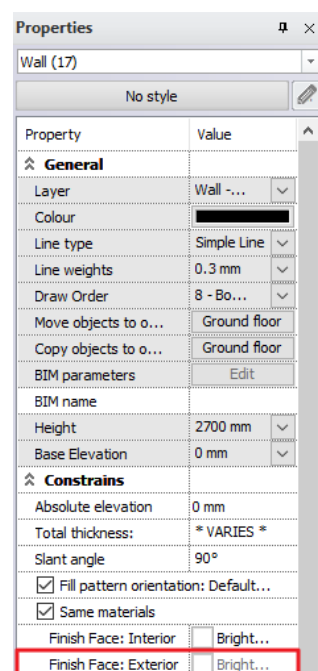 Properties
Wall (17)
No style
Property Value
General
Layer Wall -...
Colour
Line type Simple Line
Line weights 0.3 mm
Draw Order 8 - Bo...
Move objects to o... Ground floor
Copy objects to o... Ground floor
BIM parameters Edit
BIM name
Height 2700 mm
Base Elevation 0 mm
Constrains
Absolute elevation 0 mm
Total thickness: * VARIES *
Slant angle 90°
Fill pattern orientation: Default...
Same materials
Finish Face: Interior Bright...
Finish Face: Exterior Bright...